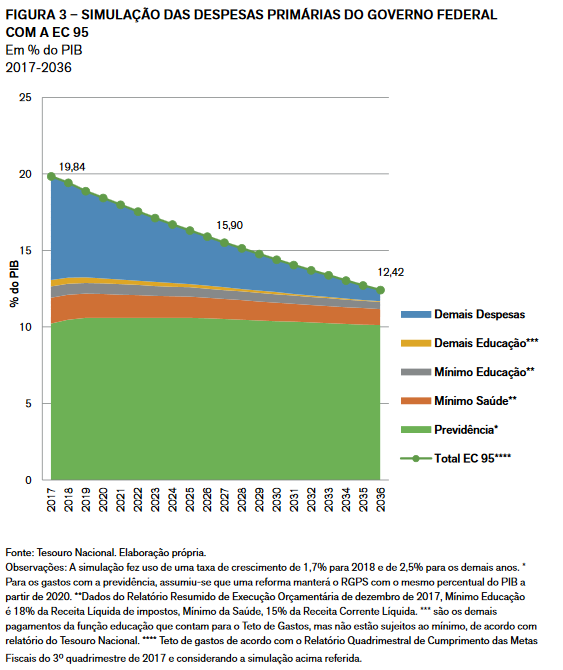 FIGURA 3 – SIMULAÇÃO DAS DESPESAS PRIMÁRIAS DO GOVERNO FEDERAL
COM A EC 95
Em % do PIB
2017-2036
25
20
15
10
5
0
% do PIB
19,84
15,90
12,42
2017
2018
2019
2020
2021
2022
2023
2024
2025
2026
2027
2028
2029
2030
2031
2032
2033
2034
2035
2036
Demais Despesas
Demais Educação***
Mínimo Educação**
Mínimo Saúde**
Previdência*
Total EC 95****
Fonte: Tesouro Nacional. Elaboração própria.
Observações: A simulação fez uso de uma taxa de crescimento de 1,7% para 2018 e de 2,5% para os demais anos. *
Para os gastos com a previdência, assumiu-se que uma reforma manterá o RGPS com o mesmo percentual do PIB a
partir de 2020. **Dados do Relatório Resumido de Execução Orçamentária de dezembro de 2017, Mínimo Educação
é 18% da Receita Líquida de impostos, Mínimo da Saúde, 15% da Receita Corrente Líquida. *** são os demais
pagamentos da função educação que contam para o Teto de Gastos, mas não estão sujeitos ao mínimo, de acordo com
relatório do Tesouro Nacional. **** Teto de gastos de acordo com o Relatório Quadrimestral de Cumprimento das Metas
Fiscais do 3º quadrimestre de 2017 e considerando a simulação acima referida.